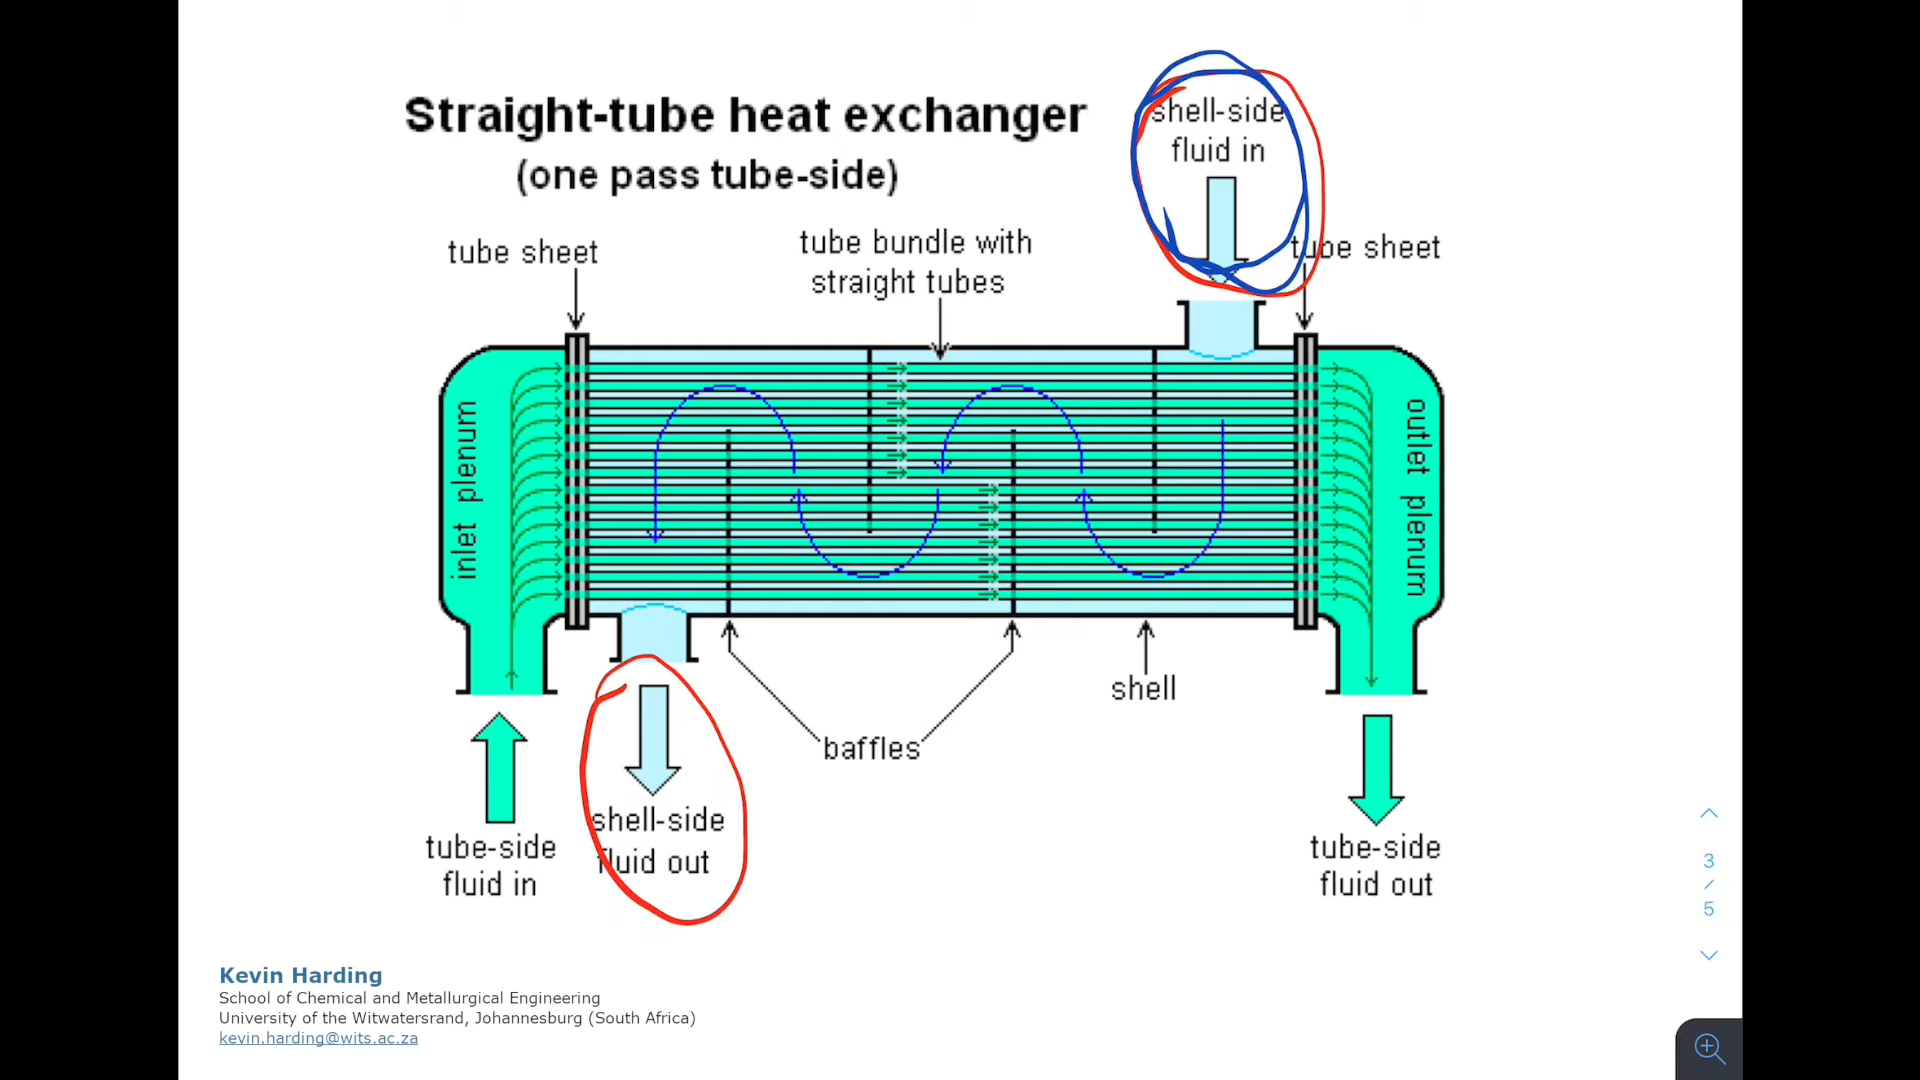 Straight-tube heat exchanger
(one pass tube-side)
shell-side
fluid in
tube sheet
tube bundle with
straight tubes
tube sheet
inlet plenum
outlet plenum
shell
baffles
shell-side
fluid out
tube-side
fluid in
tube-side
fluid out
3
/
5
Kevin Harding
School of Chemical and Metallurgical Engineering
University of the Witwatersrand, Johannesburg (South Africa)
kevin.harding@wits.ac.za